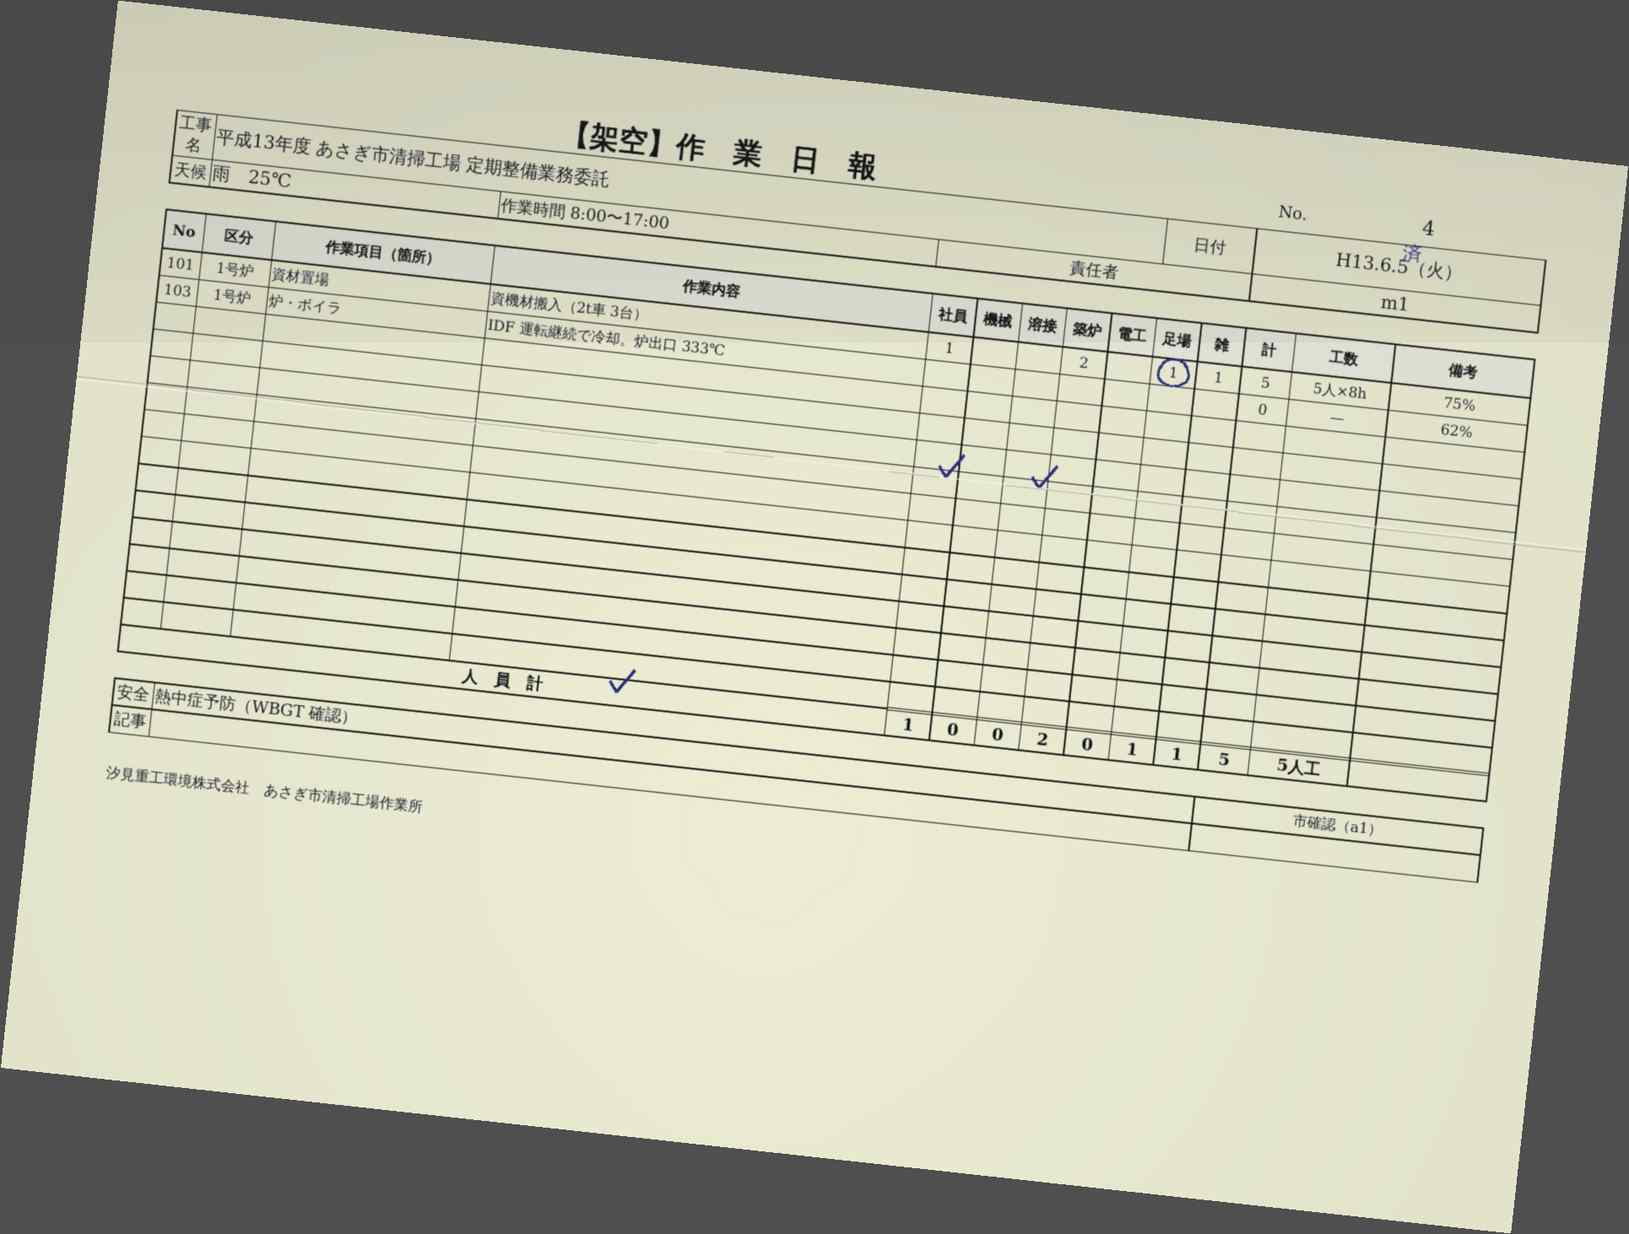 【架空】作 業 日 報
No. 4
工事名 平成13年度 あさぎ市清掃工場 定期整備業務委託 日付 H13.6.5（火） 済
天候 雨 25℃ 作業時間 8:00〜17:00 責任者 m1
No 区分 作業項目（箇所） 作業内容 社員 機械 溶接 築炉 電工 足場 雑 計 工数 備考
101 1号炉 資材置場 資機材搬入（2t車 3台） 1 2 1 1 5 5人×8h 75%
103 1号炉 炉・ボイラ IDF 運転継続で冷却。炉出口 333℃ 0 — 62%
人 員 計 1 0 0 2 0 1 1 5 5人工
安全 熱中症予防（WBGT 確認） 市確認（a1）
記事
汐見重工環境株式会社 あさぎ市清掃工場作業所